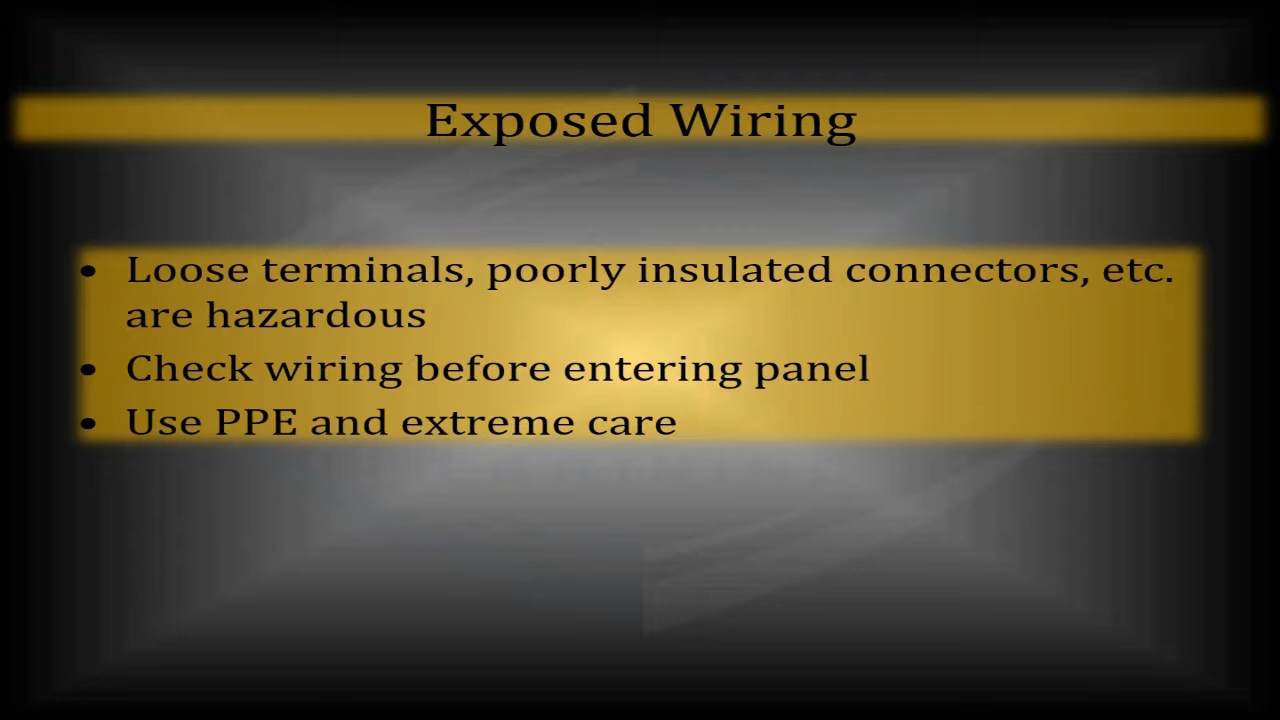 Exposed Wiring
• Loose terminals, poorly insulated connectors, etc.
are hazardous
• Check wiring before entering panel
• Use PPE and extreme care